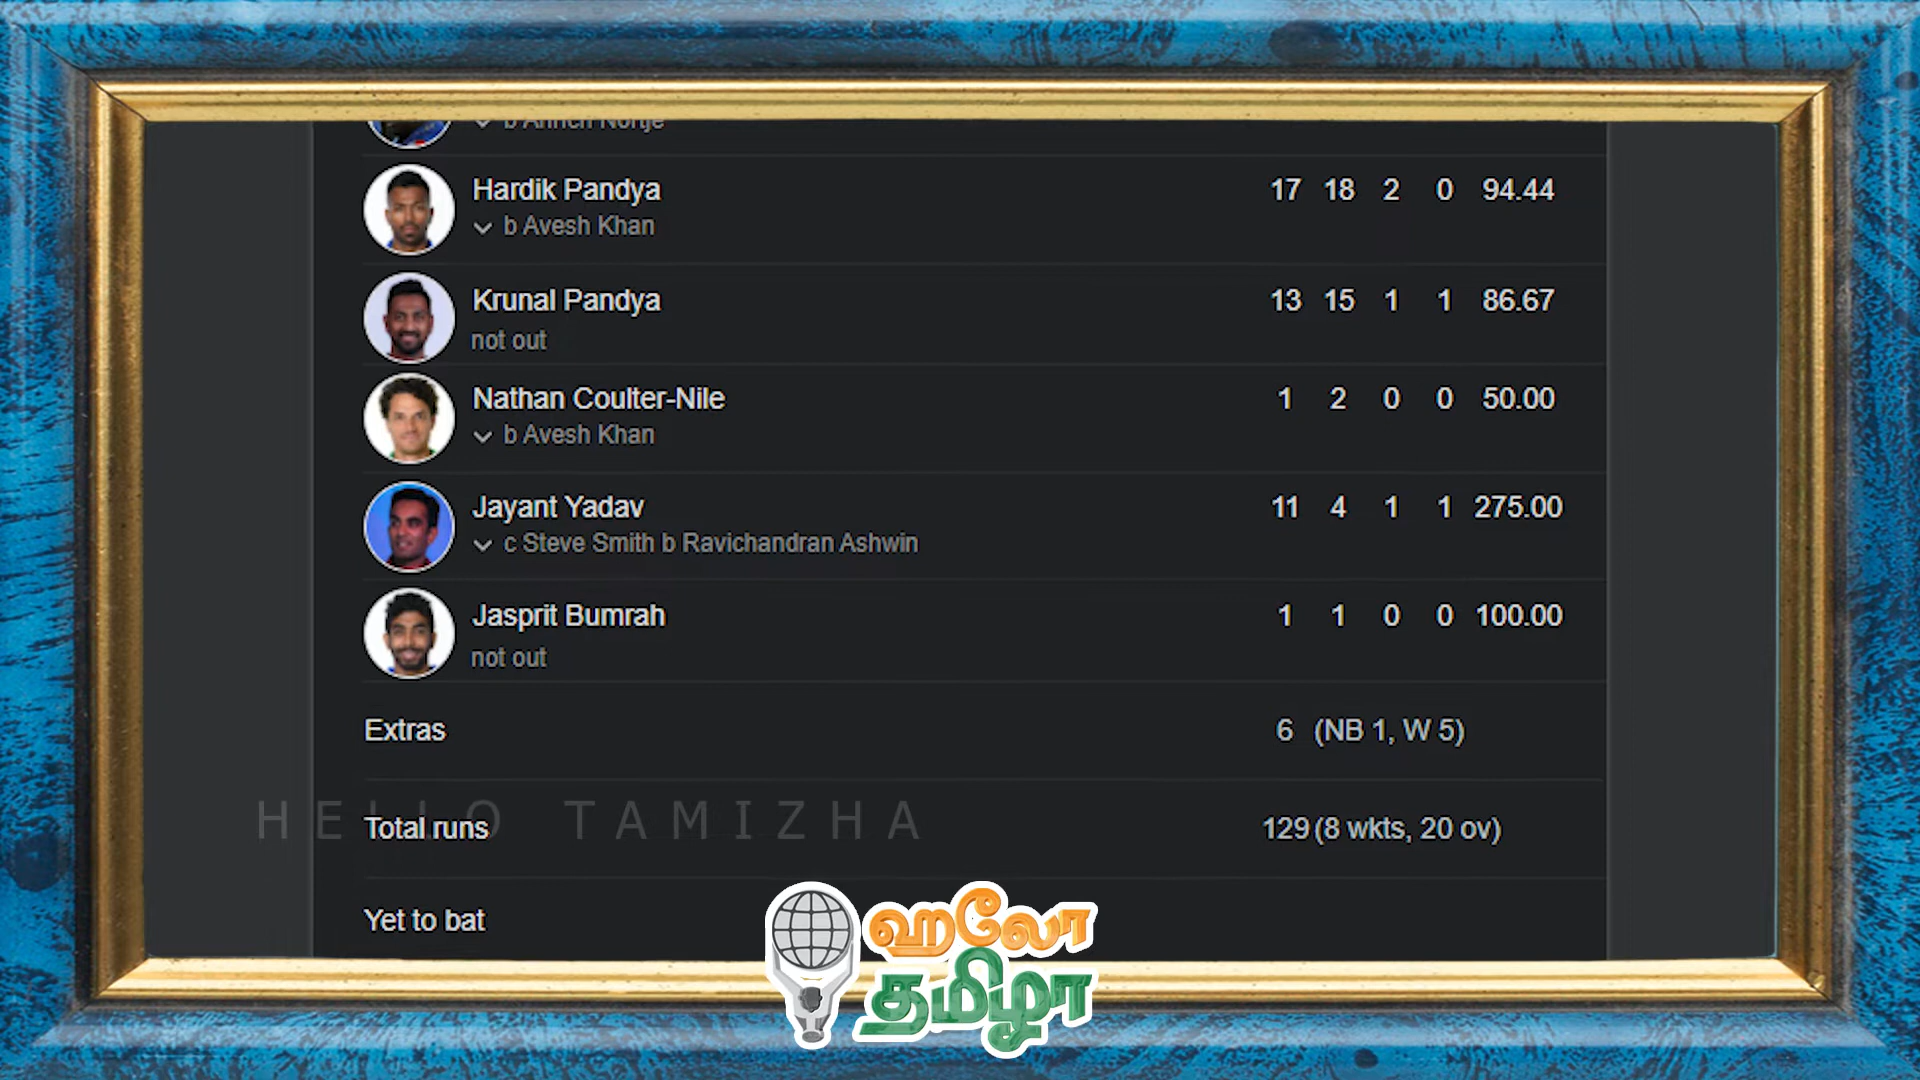 b Anrich Nortje
Hardik Pandya 17 18 2 0 94.44
b Avesh Khan
Krunal Pandya 13 15 1 1 86.67
not out
Nathan Coulter-Nile 1 2 0 0 50.00
b Avesh Khan
Jayant Yadav 11 4 1 1 275.00
c Steve Smith b Ravichandran Ashwin
Jasprit Bumrah 1 1 0 0 100.00
not out
Extras 6 (NB 1, W 5)
HELLO TAMIZHA
Total runs 129 (8 wkts, 20 ov)
Yet to bat
ஹலோ
தமிழா